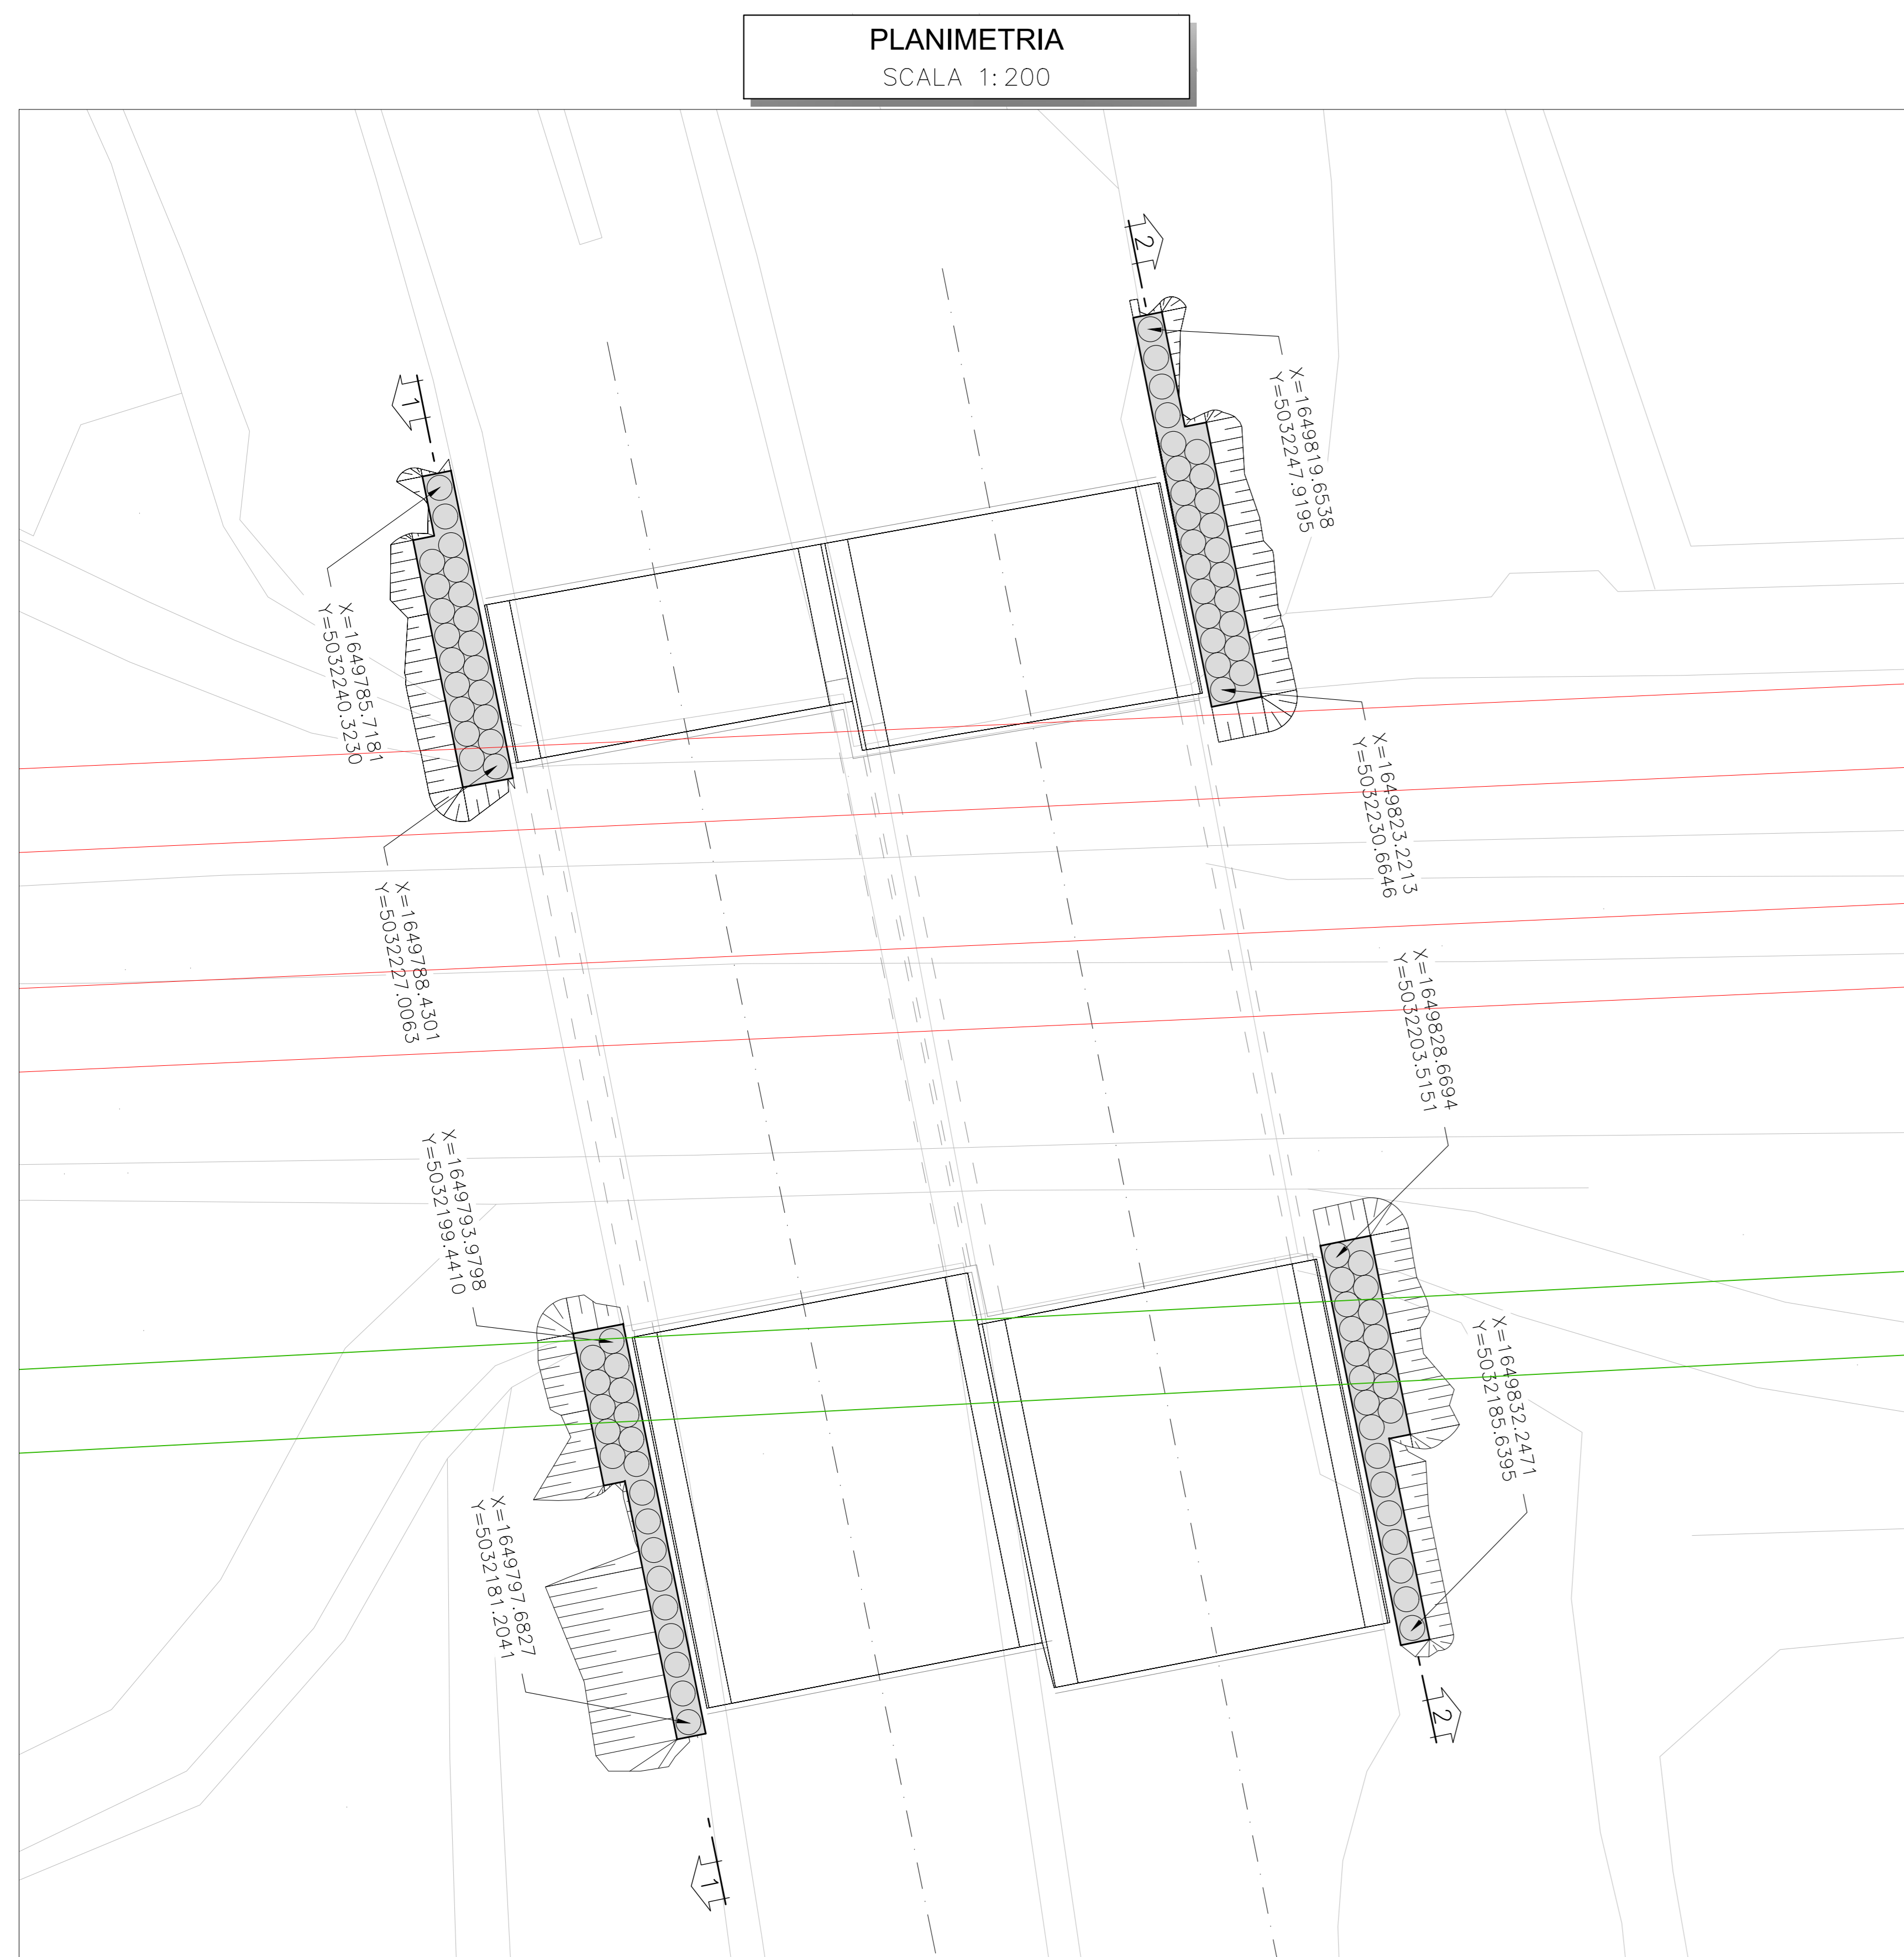 PLANIMETRIA
SCALA 1:200
2
1
X=1649819.6538
Y=5032247.9195
X=1649785.7181
Y=5032240.3230
X=1649823.2213
Y=5032230.6646
X=1649788.4301
Y=5032227.0063
X=1649828.6694
Y=5032203.5151
X=1649793.9798
Y=5032199.4410
X=1649832.2471
Y=5032185.6395
X=1649797.6827
Y=5032181.2041
2
1